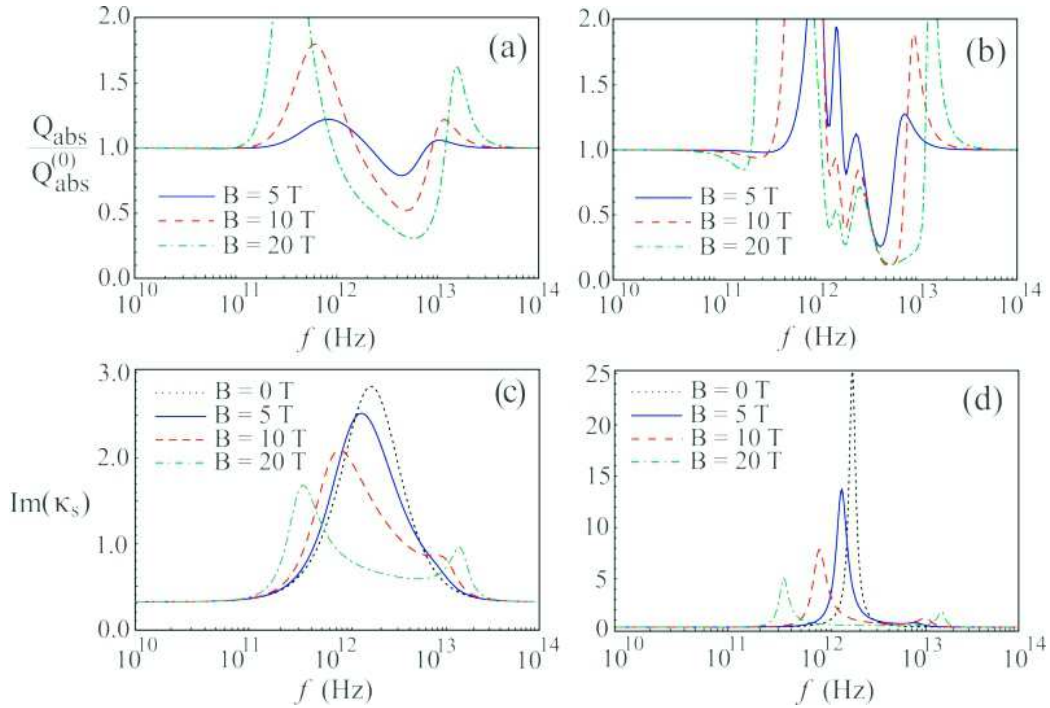 2.0
1.5
1.0
0.5
0.0
Q_abs
Q_abs^(0)
(a)
B = 5 T
B = 10 T
B = 20 T
10^10 10^11 10^12 10^13 10^14
f (Hz)
2.0
1.5
1.0
0.5
0.0
(b)
B = 5 T
B = 10 T
B = 20 T
10^10 10^11 10^12 10^13 10^14
f (Hz)
3.0
2.0
1.0
0.0
Im(κ_s)
(c)
B = 0 T
B = 5 T
B = 10 T
B = 20 T
10^10 10^11 10^12 10^13 10^14
f (Hz)
25
20
15
10
5
0
(d)
B = 0 T
B = 5 T
B = 10 T
B = 20 T
10^10 10^11 10^12 10^13 10^14
f (Hz)